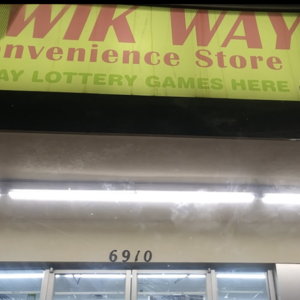 WIK WAY
onvenience Store
AY LOTTERY GAMES HERE
6910